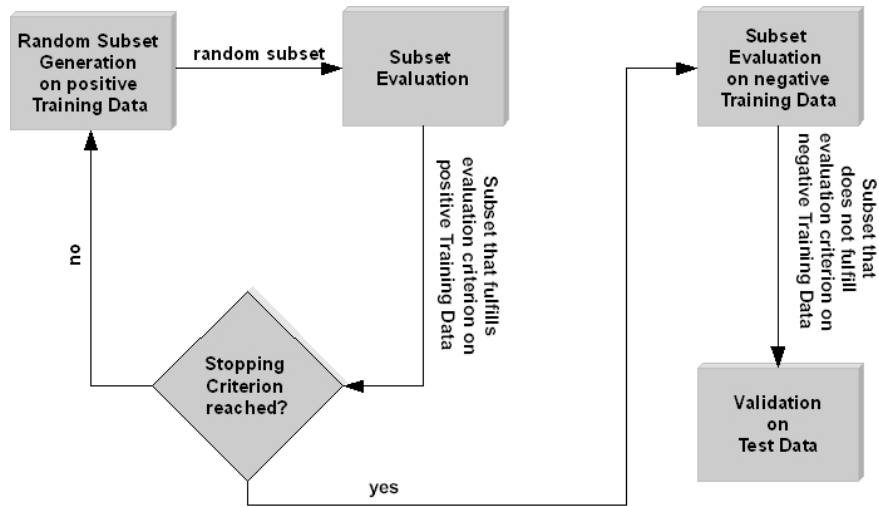 Random Subset
Generation
on positive
Training Data
random subset
Subset
Evaluation
Subset that fulfills
evaluation criterion on
positive Training Data
Stopping
Criterion
reached?
no
yes
Subset
Evaluation
on negative
Training Data
Subset that
does not fulfill
evaluation criterion on
negative Training Data
Validation
on
Test Data